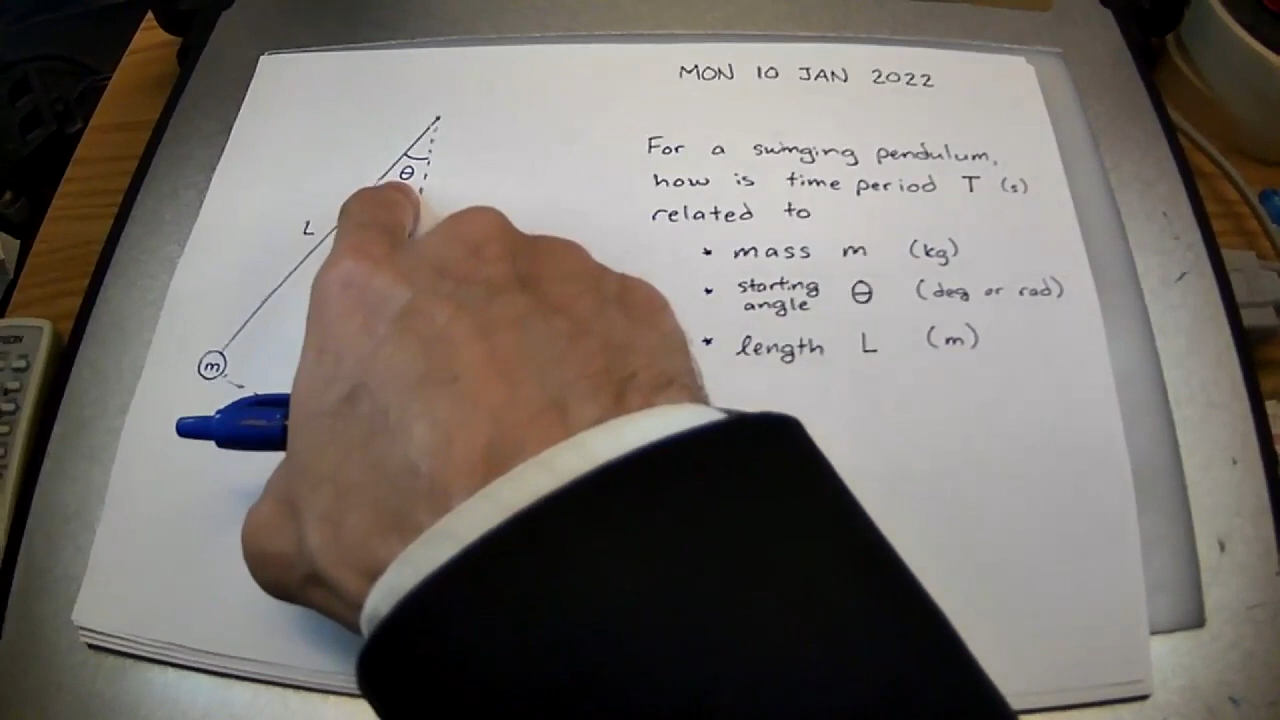 MON 10 JAN 2022
For a swinging pendulum,
how is time period T (s)
related to
* mass m (kg)
* starting angle θ (deg or rad)
* length L (m)
θ
L
m